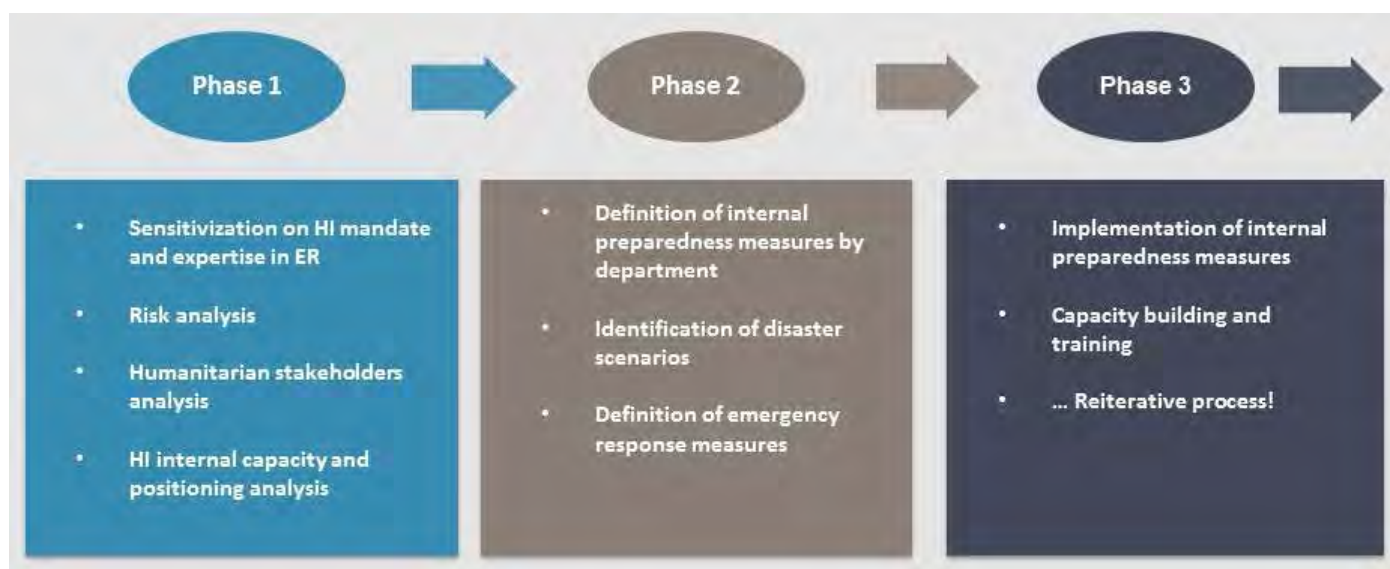 Phase 1
Phase 2
Phase 3
• Sensitivization on HI mandate
and expertise in ER
• Risk analysis
• Humanitarian stakeholders
analysis
• HI internal capacity and
positioning analysis
• Definition of internal
preparedness measures by
department
• Identification of disaster
scenarios
• Definition of emergency
response measures
• Implementation of internal
preparedness measures
• Capacity building and
training
• ... Reiterative process!